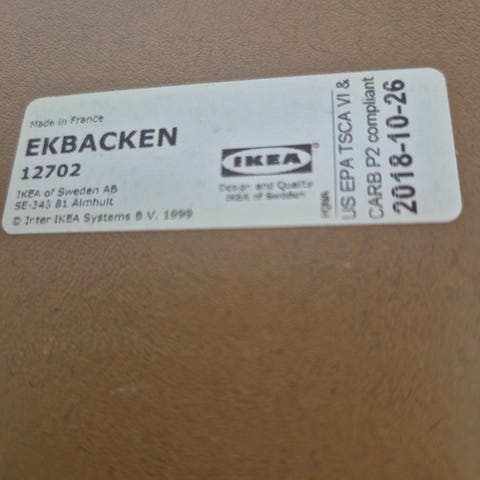 Made in France
EKBACKEN
12702
IKEA of Sweden AB
SE-343 81 Älmhult
© Inter IKEA Systems B.V. 1999
IKEA®
Design and Quality
IKEA of Sweden
US EPA TSCA VI &
CARB P2 compliant
2018-10-26